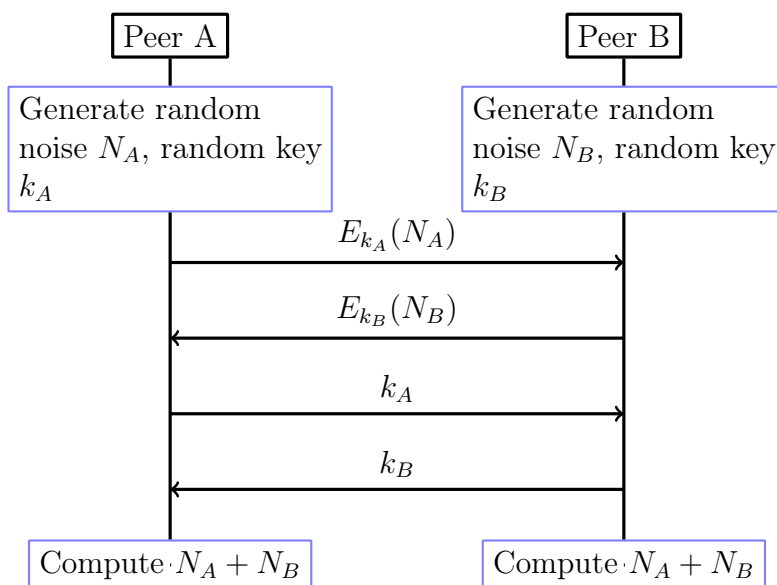 Peer A
Peer B
Generate random
noise $N_A$, random key
$k_A$
Generate random
noise $N_B$, random key
$k_B$
$E_{k_A}(N_A)$
$E_{k_B}(N_B)$
$k_A$
$k_B$
Compute $N_A + N_B$
Compute $N_A + N_B$